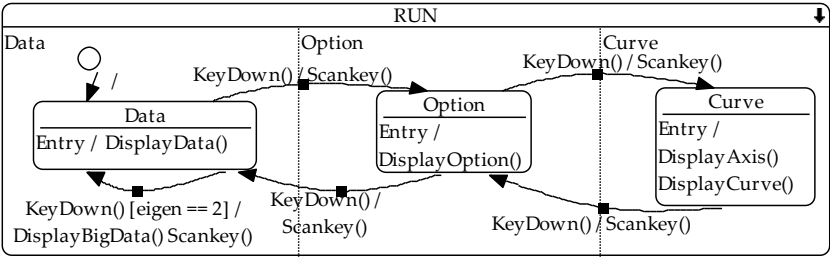 RUN
Data
Option
Curve
/
KeyDown() / Scankey()
KeyDown() / Scankey()
Data
Entry / DisplayData()
Option
Entry /
DisplayOption()
Curve
Entry /
DisplayAxis()
DisplayCurve()
KeyDown() [eigen == 2] /
DisplayBigData() Scankey()
KeyDown() /
Scankey()
KeyDown() / Scankey()